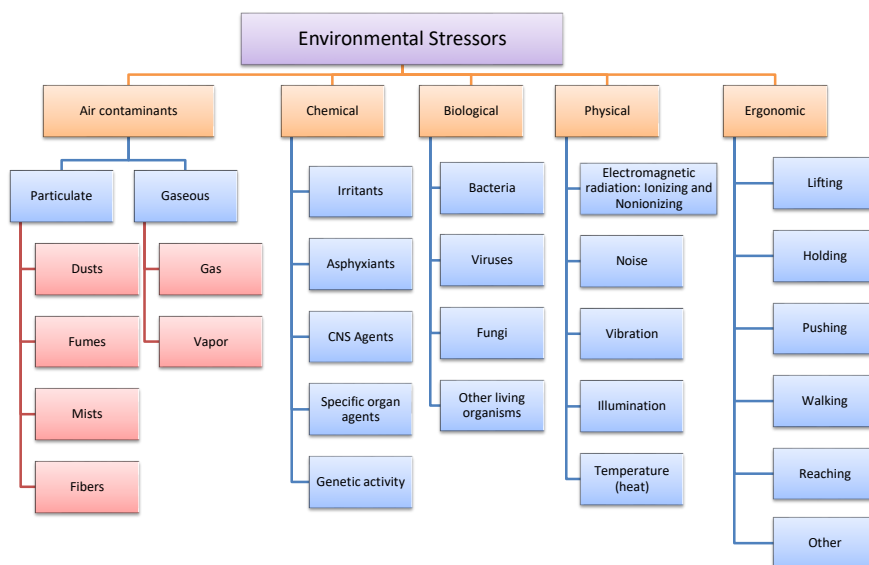 Environmental Stressors
Air contaminants
Chemical
Biological
Physical
Ergonomic
Particulate
Gaseous
Dusts
Fumes
Mists
Fibers
Gas
Vapor
Irritants
Asphyxiants
CNS Agents
Specific organ
agents
Genetic activity
Bacteria
Viruses
Fungi
Other living
organisms
Electromagnetic
radiation: Ionizing and
Nonionizing
Noise
Vibration
Illumination
Temperature
(heat)
Lifting
Holding
Pushing
Walking
Reaching
Other